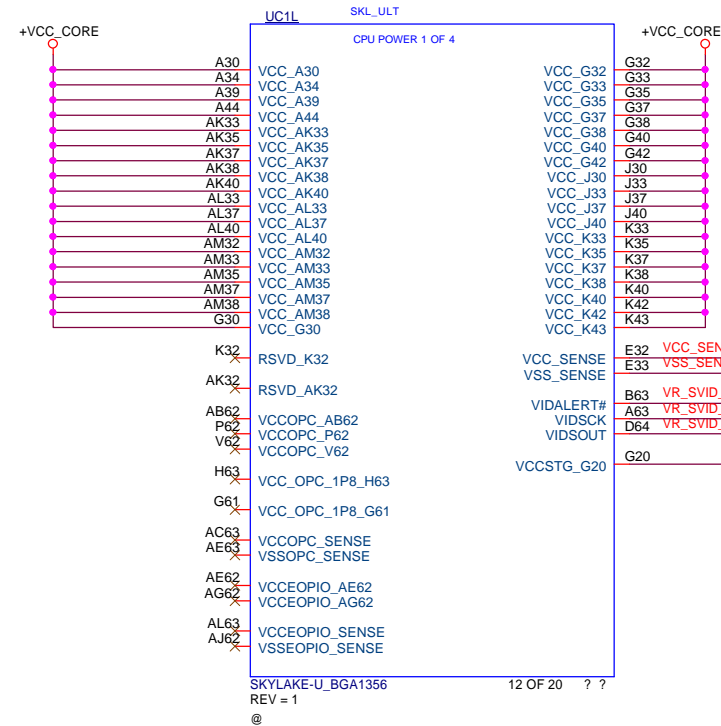 UC1L
SKL_ULT
CPU POWER 1 OF 4
+VCC_CORE
+VCC_CORE
A30 VCC_A30 VCC_G32 G32
A34 VCC_A34 VCC_G33 G33
A39 VCC_A39 VCC_G35 G35
A44 VCC_A44 VCC_G37 G37
AK33 VCC_AK33 VCC_G38 G38
AK35 VCC_AK35 VCC_G40 G40
AK37 VCC_AK37 VCC_G42 G42
AK38 VCC_AK38 VCC_J30 J30
AK40 VCC_AK40 VCC_J33 J33
AL33 VCC_AL33 VCC_J37 J37
AL37 VCC_AL37 VCC_J40 J40
AL40 VCC_AL40 VCC_K33 K33
AM32 VCC_AM32 VCC_K35 K35
AM33 VCC_AM33 VCC_K37 K37
AM35 VCC_AM35 VCC_K38 K38
AM37 VCC_AM37 VCC_K40 K40
AM38 VCC_AM38 VCC_K42 K42
G30 VCC_G30 VCC_K43 K43
K32 RSVD_K32 VCC_SENSE E32 VCC_SEN
VSS_SENSE E33 VSS_SEN
AK32 RSVD_AK32
VIDALERT# B63 VR_SVID_
AB62 VCCOPC_AB62 VIDSCK A63 VR_SVID_
P62 VCCOPC_P62 VIDSOUT D64 VR_SVID_
V62 VCCOPC_V62
VCCSTG_G20 G20
H63 VCC_OPC_1P8_H63
G61 VCC_OPC_1P8_G61
AC63 VCCOPC_SENSE
AE63 VSSOPC_SENSE
AE62 VCCEOPIO_AE62
AG62 VCCEOPIO_AG62
AL63 VCCEOPIO_SENSE
AJ62 VSSEOPIO_SENSE
SKYLAKE-U_BGA1356 12 OF 20 ? ?
REV = 1
@